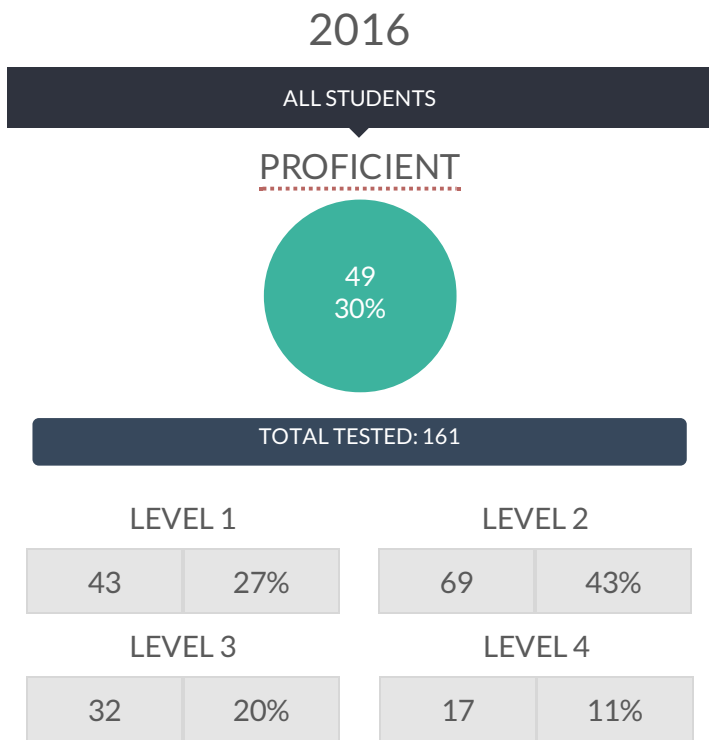 2016
ALL STUDENTS
PROFICIENT
49
30%
TOTAL TESTED: 161
LEVEL 1 LEVEL 2
43 27% 69 43%
LEVEL 3 LEVEL 4
32 20% 17 11%